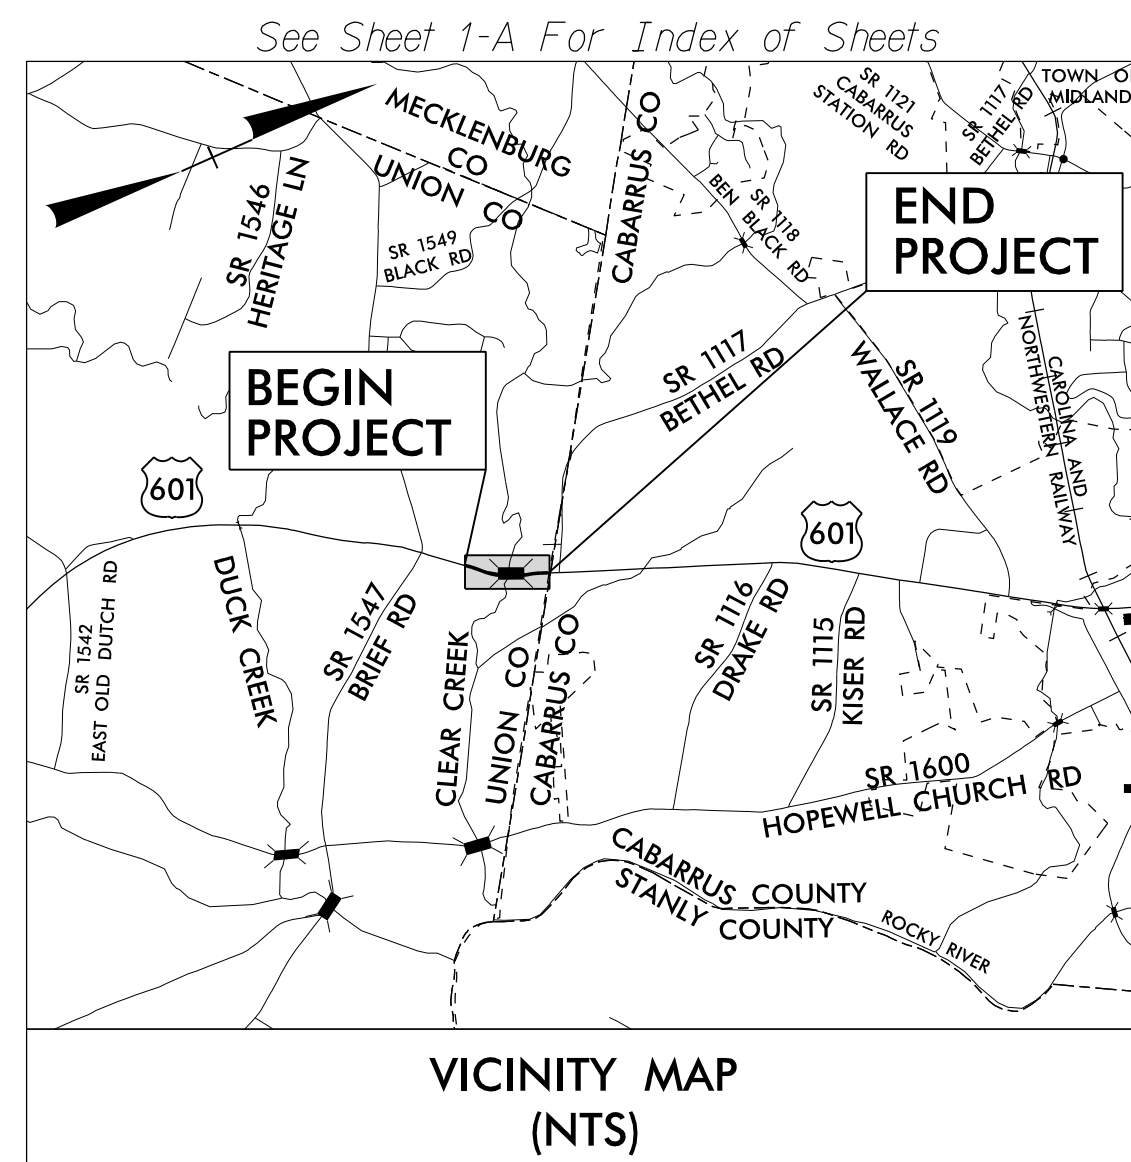 See Sheet 1-A For Index of Sheets
MECKLENBURG
CO
UNION CO
CABARRUS CO
SR 1121
CABARRUS
STATION RD
SR 1117
BETHEL RD
TOWN O
MIDLAND
SR 1546
HERITAGE LN
SR 1549
BLACK RD
SR 1118
BEN BLACK RD
END
PROJECT
BEGIN
PROJECT
SR 1117
BETHEL RD
SR 1119
WALLACE RD
CAROLINA AND
NORTHWESTERN RAILWAY
601
601
SR 1542
EAST OLD DUTCH RD
DUCK CREEK
SR 1547
BRIEF RD
CLEAR CREEK
UNION CO
CABARRUS CO
SR 1116
DRAKE RD
SR 1115
KISER RD
SR 1600
HOPEWELL CHURCH RD
CABARRUS COUNTY
STANLY COUNTY
ROCKY RIVER
VICINITY MAP
(NTS)